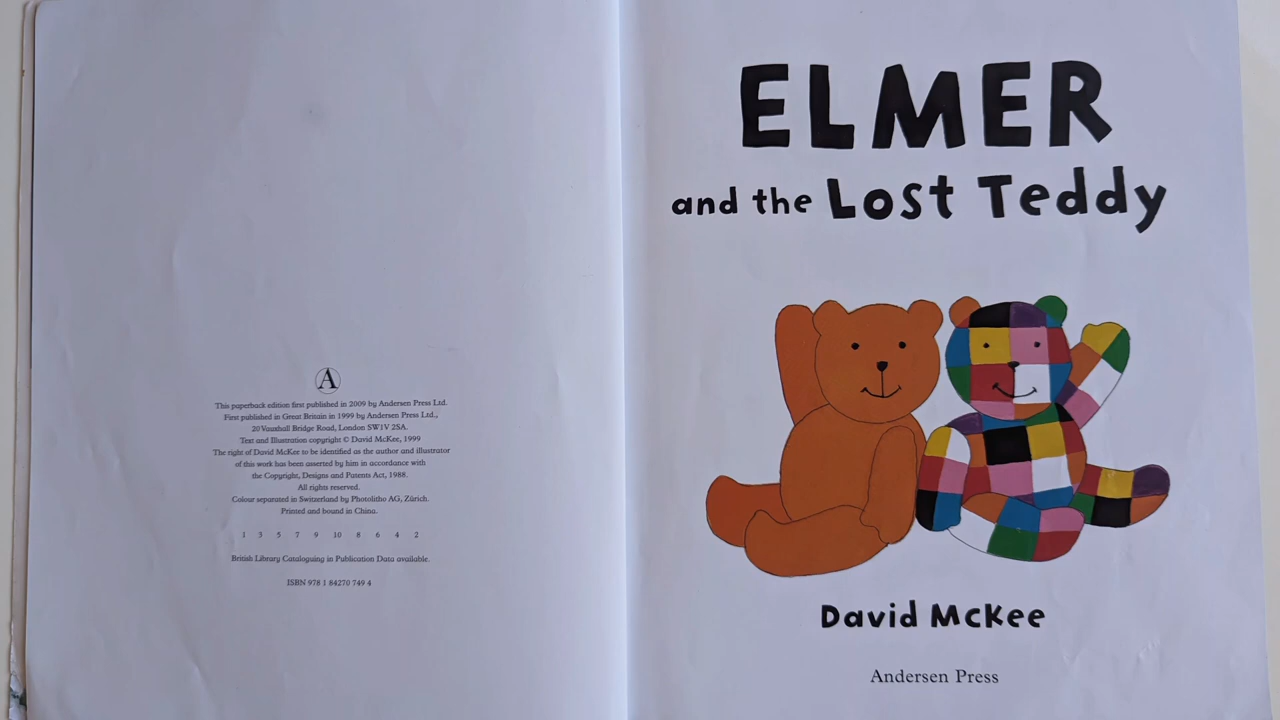 A
This paperback edition first published in 2009 by Andersen Press Ltd.
First published in Great Britain in 1999 by Andersen Press Ltd.,
20 Vauxhall Bridge Road, London SW1V 2SA.
Text and Illustration copyright © David McKee, 1999
The right of David McKee to be identified as the author and illustrator
of this work has been asserted by him in accordance with
the Copyright, Designs and Patents Act, 1988.
All rights reserved.
Colour separated in Switzerland by Photolitho AG, Zürich.
Printed and bound in China.
1 3 5 7 9 10 8 6 4 2
British Library Cataloguing in Publication Data available.
ISBN 978 1 84270 749 4
ELMER
and the Lost Teddy
David McKee
Andersen Press